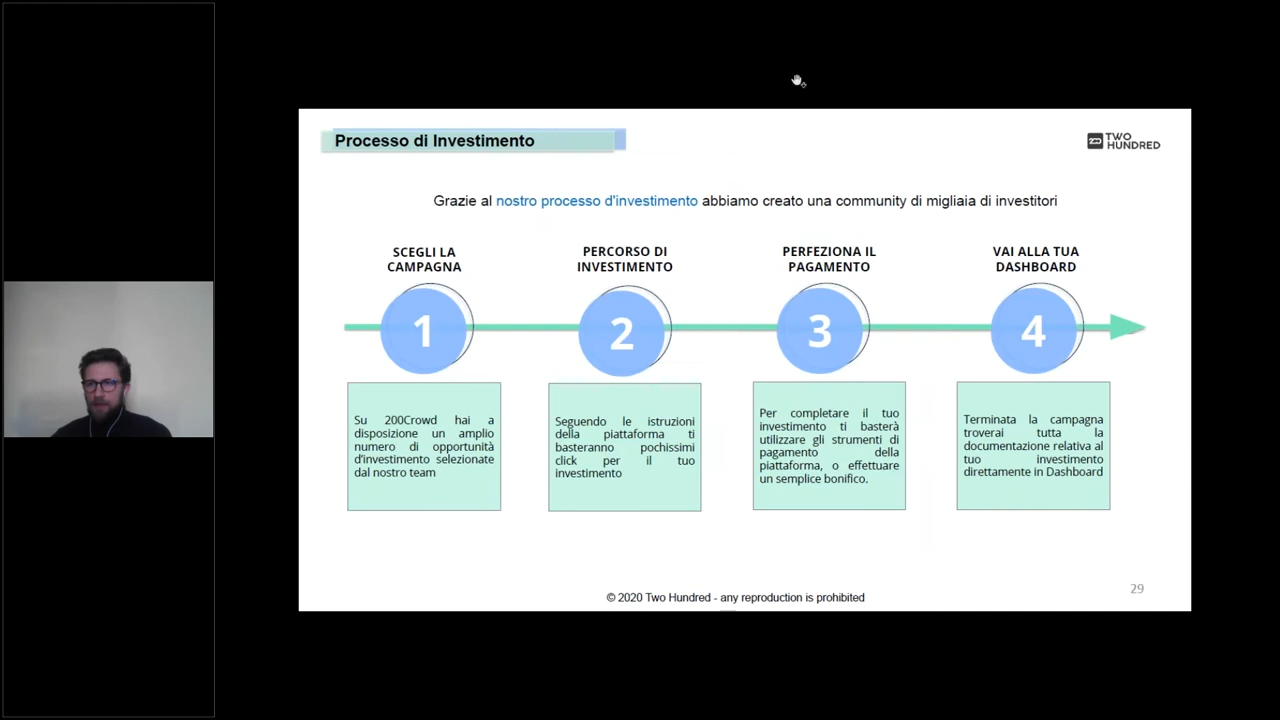 Processo di Investimento
TWO
HUNDRED
Grazie al nostro processo d'investimento abbiamo creato una community di migliaia di investitori
SCEGLI LA
CAMPAGNA
PERCORSO DI
INVESTIMENTO
PERFEZIONA IL
PAGAMENTO
VAI ALLA TUA
DASHBOARD
1
2
3
4
Su 200Crowd hai a
disposizione un amplio
numero di opportunità
d'investimento selezionate
dal nostro team
Seguendo le istruzioni
della piattaforma ti
basteranno pochissimi
click per il tuo
investimento
Per completare il tuo
investimento ti basterà
utilizzare gli strumenti di
pagamento della
piattaforma, o effettuare
un semplice bonifico.
Terminata la campagna
troverai tutta la
documentazione relativa al
tuo investimento
direttamente in Dashboard
© 2020 Two Hundred - any reproduction is prohibited
29